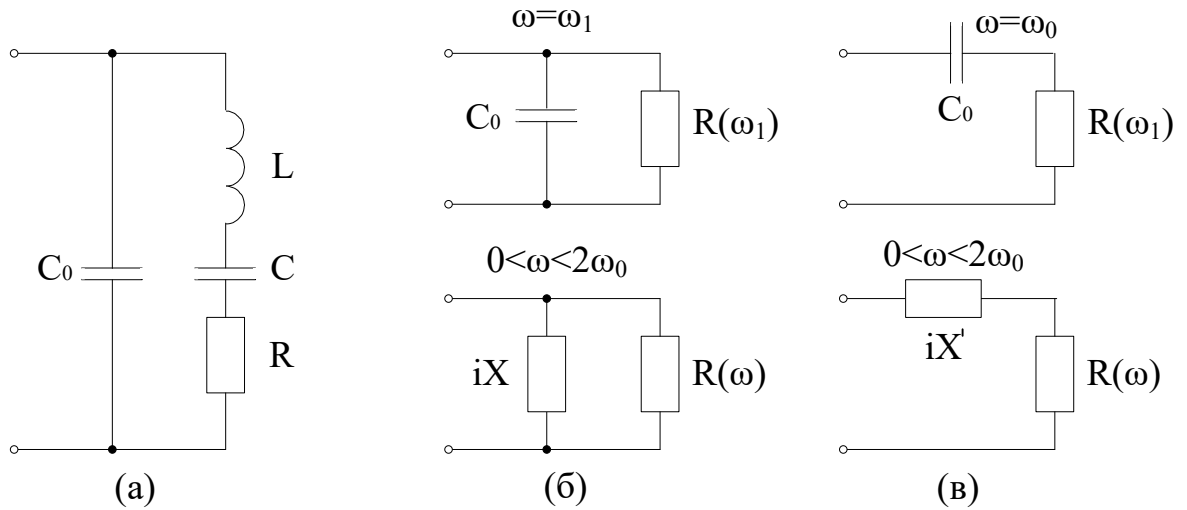 ω=ω₁
ω=ω₀
C₀
L
C
R
C₀
R(ω₁)
C₀
R(ω₁)
0<ω<2ω₀
0<ω<2ω₀
iX
R(ω)
iX'
R(ω)
(а)
(б)
(в)